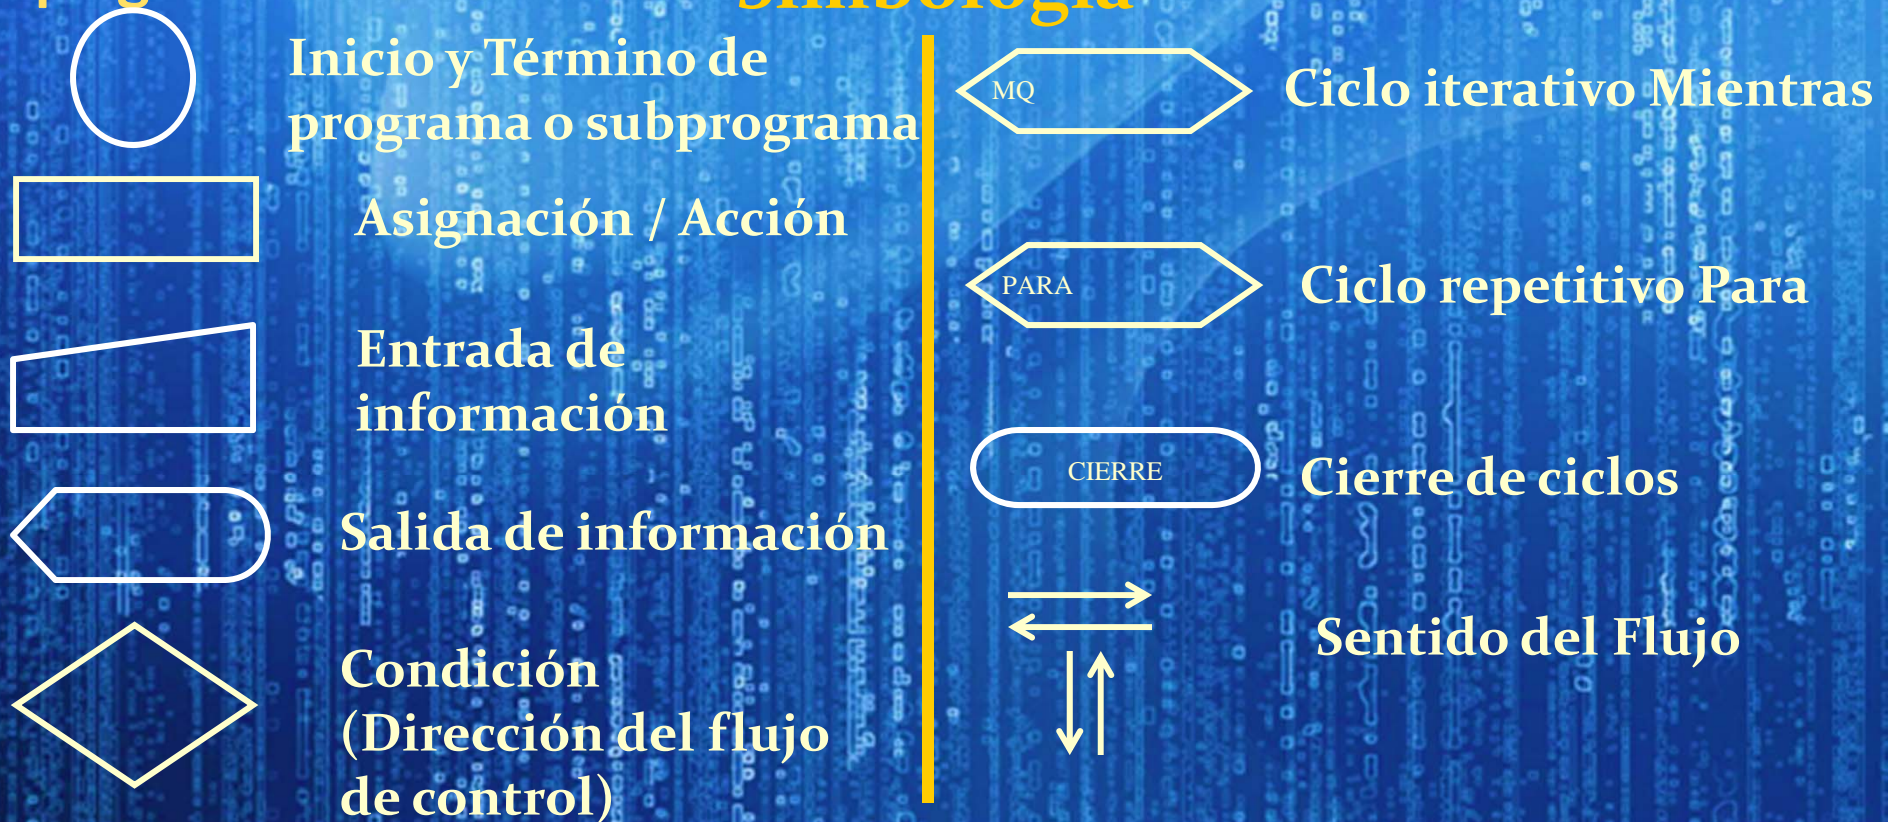 Simbología
Inicio y Término de
programa o subprograma
Asignación / Acción
Entrada de
información
Salida de información
Condición
(Dirección del flujo
de control)
MQ
Ciclo iterativo Mientras
PARA
Ciclo repetitivo Para
CIERRE
Cierre de ciclos
Sentido del Flujo